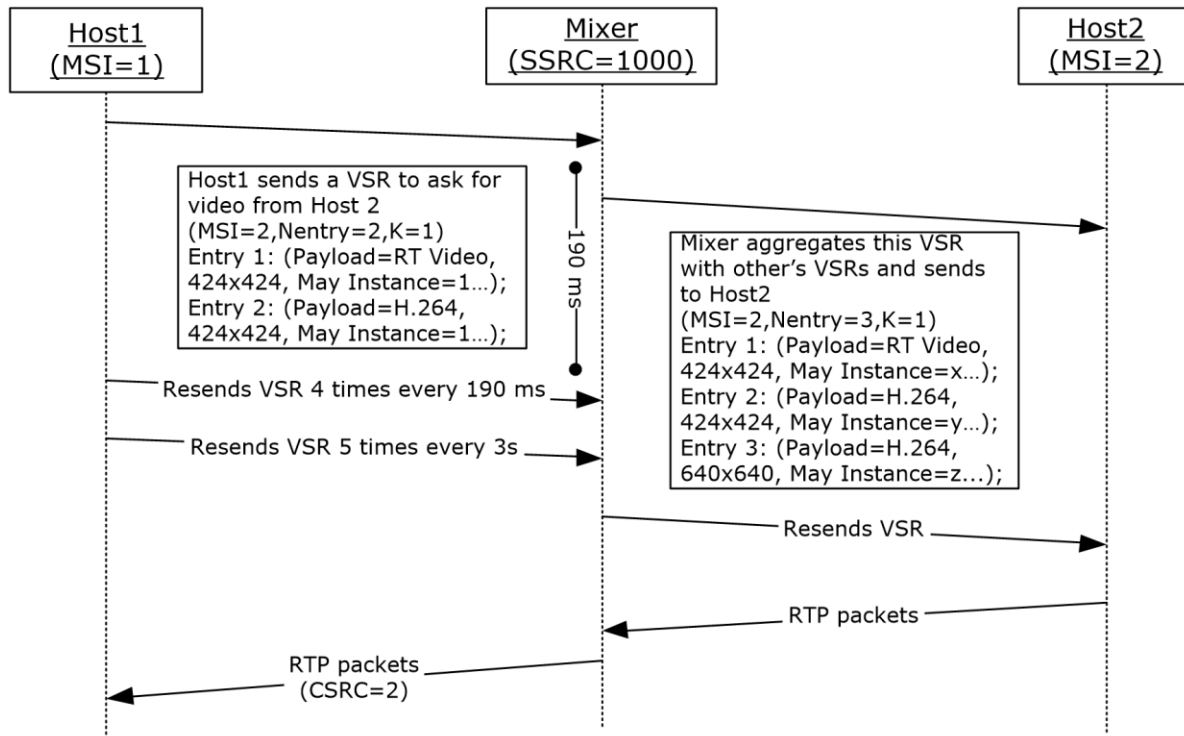 Host1
(MSI=1)
Mixer
(SSRC=1000)
Host2
(MSI=2)
Host1 sends a VSR to ask for
video from Host 2
(MSI=2,Nentry=2,K=1)
Entry 1: (Payload=RT Video,
424x424, May Instance=1…);
Entry 2: (Payload=H.264,
424x424, May Instance=1…);
190 ms
Mixer aggregates this VSR
with other’s VSRs and sends
to Host2
(MSI=2,Nentry=3,K=1)
Entry 1: (Payload=RT Video,
424x424, May Instance=x…);
Entry 2: (Payload=H.264,
424x424, May Instance=y…);
Entry 3: (Payload=H.264,
640x640, May Instance=z...);
Resends VSR 4 times every 190 ms
Resends VSR 5 times every 3s
Resends VSR
RTP packets
RTP packets
(CSRC=2)